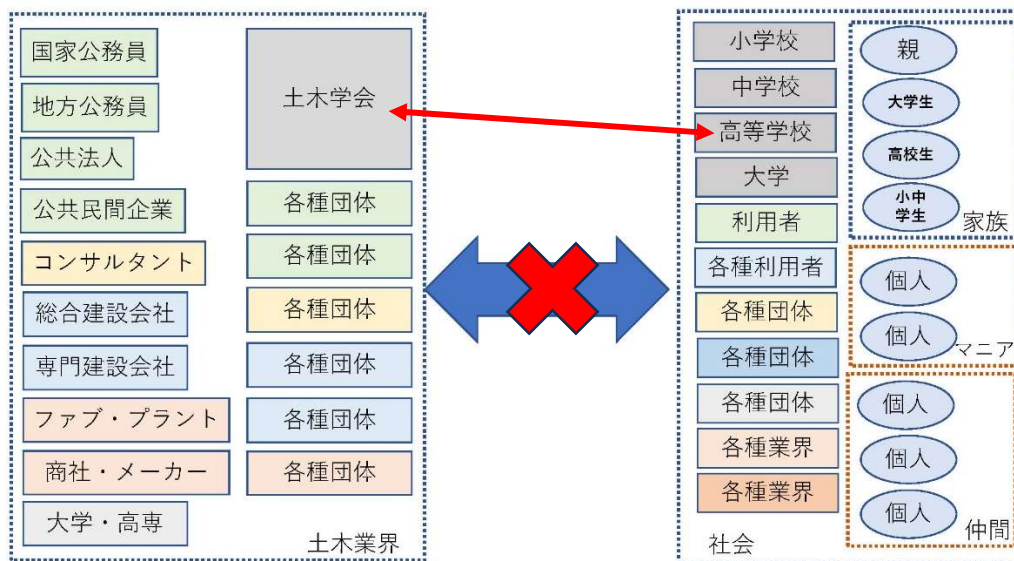 国家公務員
地方公務員
公共法人
公共民間企業
コンサルタント
総合建設会社
専門建設会社
ファブ・プラント
商社・メーカー
大学・高専
土木学会
各種団体
各種団体
各種団体
各種団体
各種団体
各種団体
土木業界
小学校
中学校
高等学校
大学
利用者
各種利用者
各種団体
各種団体
各種団体
各種業界
各種業界
社会
親
大学生
高校生
小中
学生
家族
個人
個人
マニア
個人
個人
個人
仲間